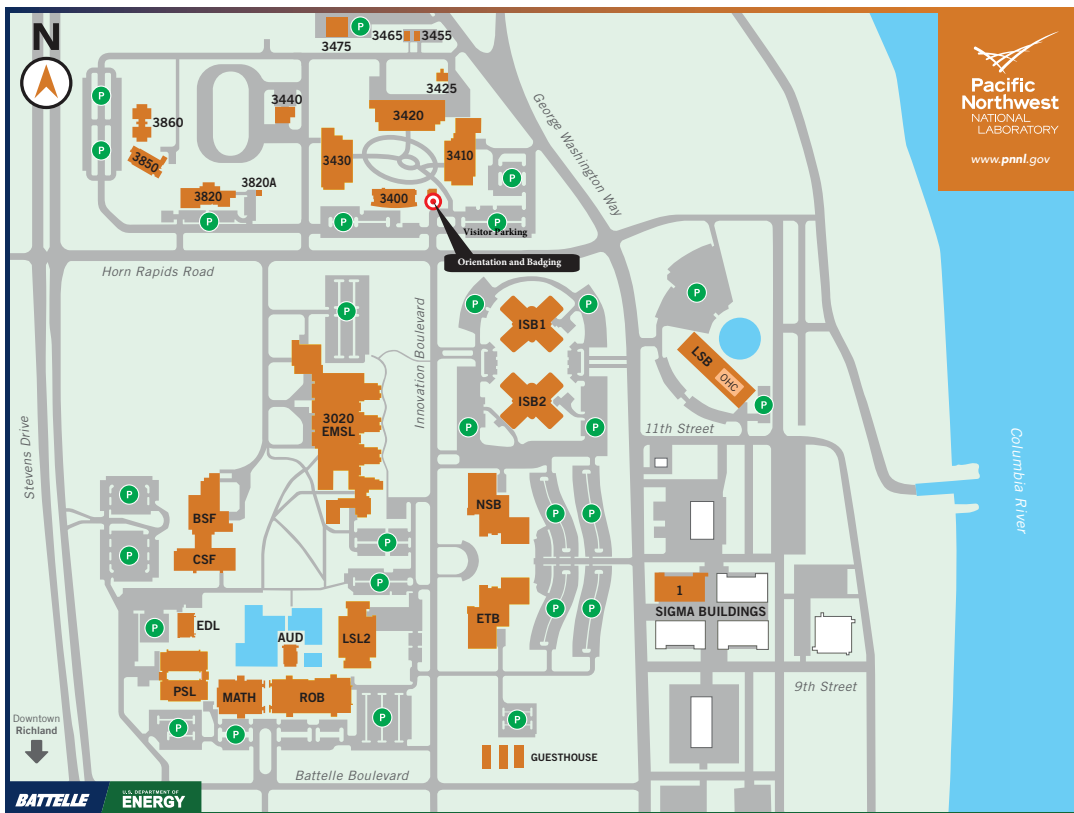 N
P
3475
3465
3455
3425
3440
3420
P
3860
3430
3410
3850
P
P
3820A
3820
3400
P
P
P
Visitor Parking
Orientation and Badging
George Washington Way
Pacific
Northwest
NATIONAL
LABORATORY
www.pnnl.gov
Horn Rapids Road
P
P
P
P
ISB1
Innovation Boulevard
LSB
OHC
P
ISB2
3020
EMSL
P
P
11th Street
Stevens Drive
Columbia River
P
NSB
P
P
BSF
P
P
CSF
P
1
SIGMA BUILDINGS
P
P
ETB
P
EDL
AUD
LSL2
PSL
MATH
ROB
9th Street
P
P
P
P
Downtown
Richland
GUESTHOUSE
Battelle Boulevard
BATTELLE
U.S. DEPARTMENT OF
ENERGY